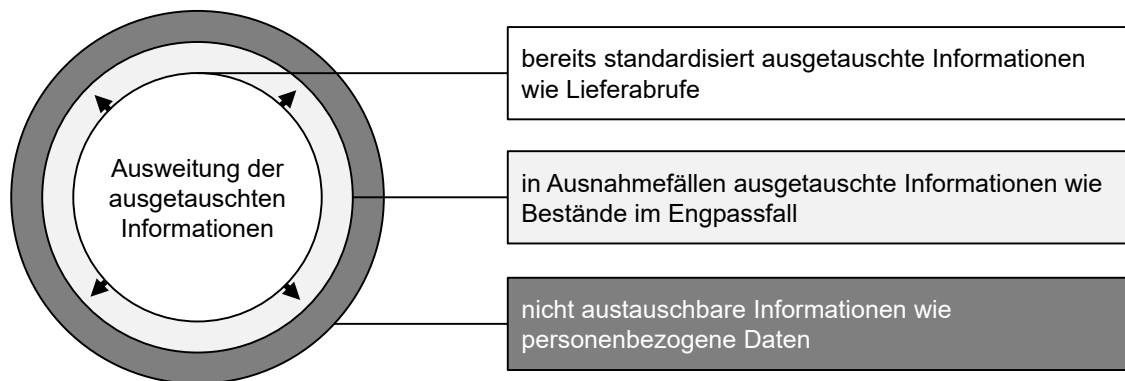 Ausweitung der
ausgetauschten
Informationen
bereits standardisiert ausgetauschte Informationen
wie Lieferabrufe
in Ausnahmefällen ausgetauschte Informationen wie
Bestände im Engpassfall
nicht austauschbare Informationen wie
personenbezogene Daten